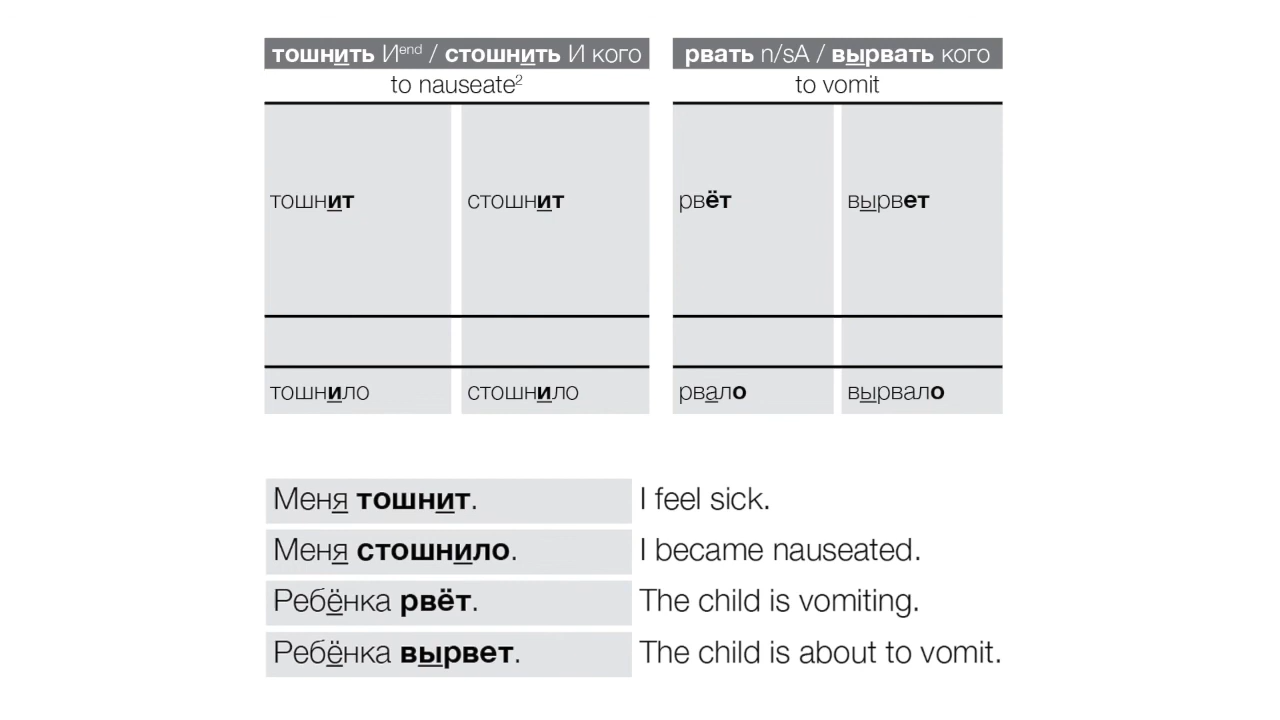 тошнить Иend / стошнить И кого
to nauseate2
тошнит стошнит
тошнило стошнило
рвать n/sA / вырвать кого
to vomit
рвёт вырвет
рвало вырвало
Меня тошнит. I feel sick.
Меня стошнило. I became nauseated.
Ребёнка рвёт. The child is vomiting.
Ребёнка вырвет. The child is about to vomit.